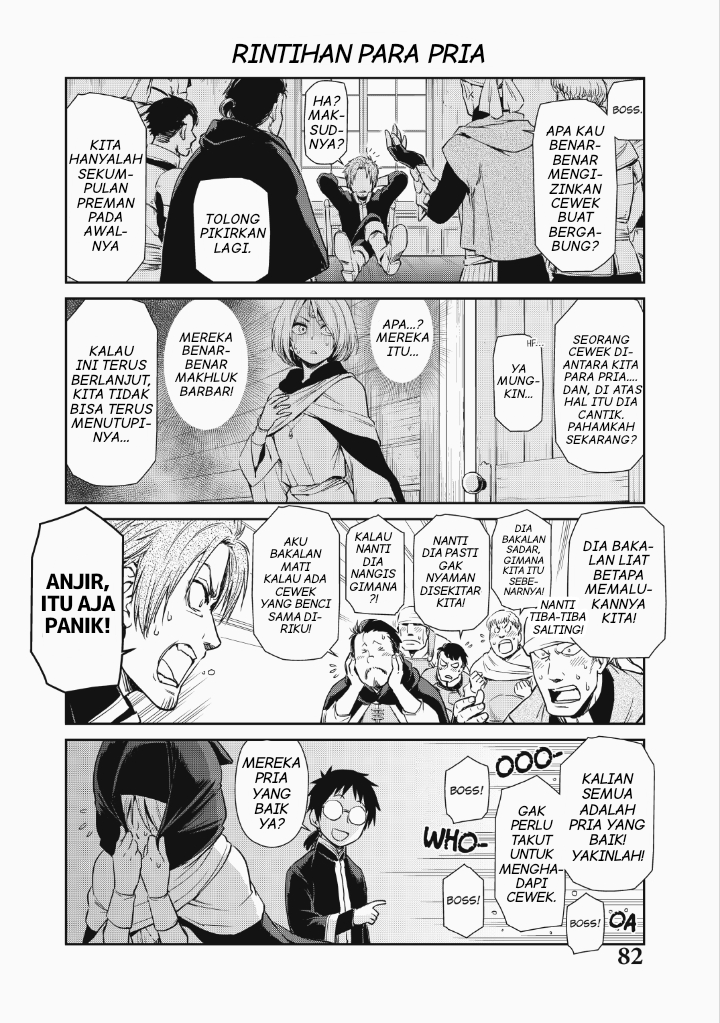 RINTIHAN PARA PRIA
BOSS.
APA KAU
BENAR-
BENAR
MENGI-
ZINKAN
CEWEK
BUAT
BERGA-
BUNG?
HA?
MAK-
SUD-
NYA?
TOLONG
PIKIRKAN
LAGI.
KITA
HANYALAH
SEKUM-
PULAN
PREMAN
PADA
AWAL-
NYA
SEORANG
CEWEK DI-
ANTARA KITA
PARA PRIA....
DAN, DI ATAS
HAL ITU DIA
CANTIK.
PAHAMKAH
SEKARANG?
HF...
YA
MUNG-
KIN...
APA...?
MEREKA
ITU...
MEREKA
BENAR-
BENAR
MAKHLUK
BARBAR!
KALAU
INI TERUS
BERLANJUT,
KITA TIDAK
BISA TERUS
MENUTUPI-
NYA...
DIA BAKA-
LAN LIAT
BETAPA
MEMALU-
KANNYA
KITA!
NANTI
TIBA-TIBA
SALTING!
DIA
BAKALAN
SADAR,
GIMANA
KITA ITU
SEBE-
NARNYA!
NANTI
DIA PASTI
GAK
NYAMAN
DISEKITAR
KITA!
KALAU
NANTI
DIA
NANGIS
GIMANA
?!
AKU
BAKALAN
MATI
KALAU ADA
CEWEK
YANG BENCI
SAMA DI-
RIKU!
ANJIR,
ITU AJA
PANIK!
KALIAN
SEMUA
ADALAH
PRIA YANG
BAIK!
YAKINLAH!
GAK
PERLU
TAKUT
UNTUK
MENGHA-
DAPI
CEWEK.
OOO-
BOSS!
WHO-
BOSS!
BOSS!
OA
MEREKA
PRIA
YANG
BAIK
YA?
82